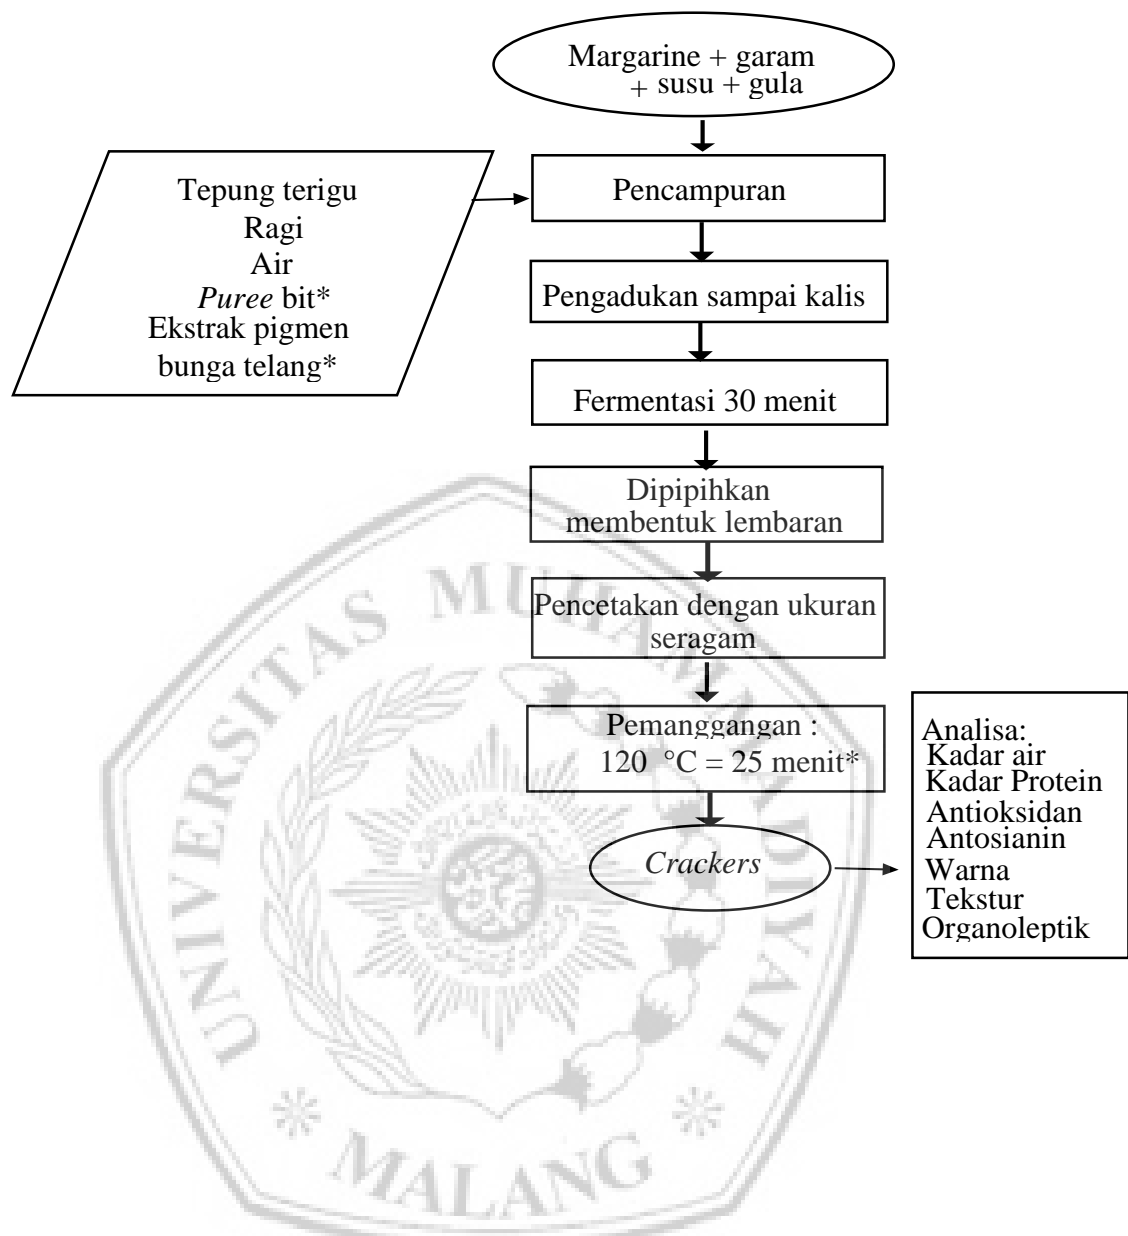 Margarine + garam
+ susu + gula
Tepung terigu
Ragi
Air
Puree bit*
Ekstrak pigmen
bunga telang*
Pencampuran
Pengadukan sampai kalis
Fermentasi 30 menit
Dipipihkan
membentuk lembaran
Pencetakan dengan ukuran
seragam
Pemanggangan :
120 °C = 25 menit*
Crackers
Analisa:
Kadar air
Kadar Protein
Antioksidan
Antosianin
Warna
Tekstur
Organoleptik
UNIVERSITAS MUHAMMADIYAH
MALANG